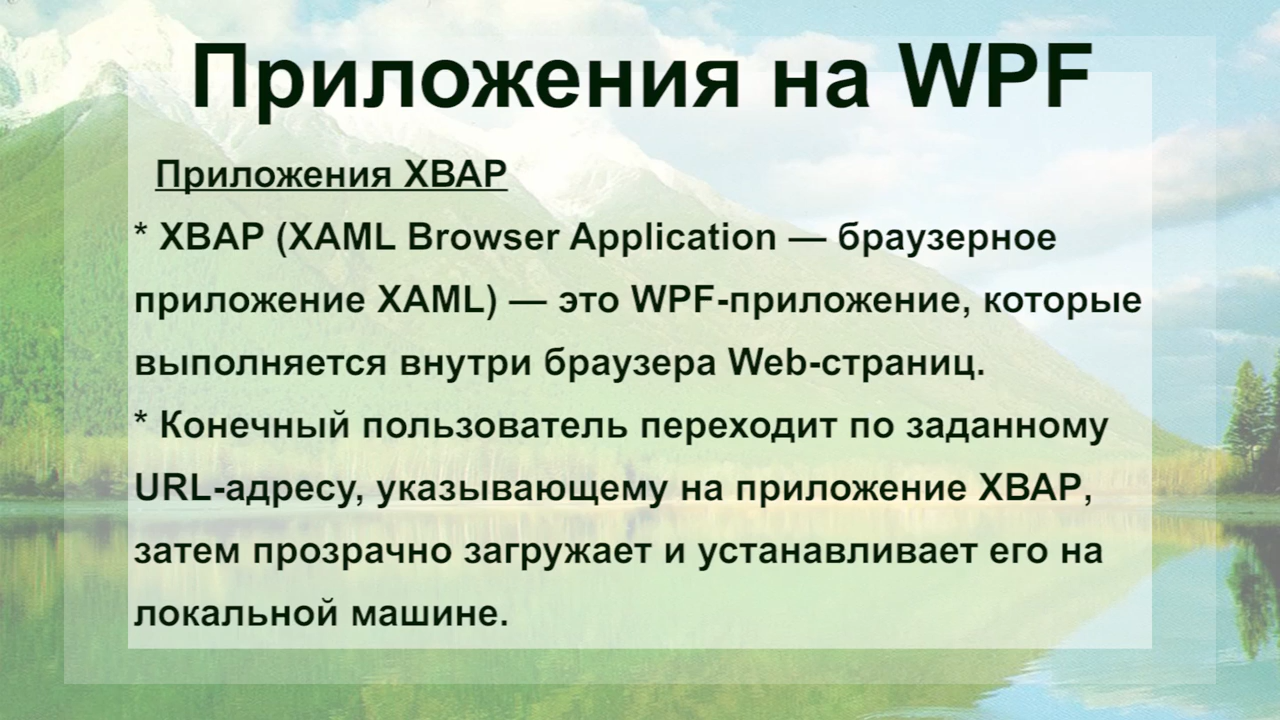 Приложения на WPF
Приложения XBAP
* XBAP (XAML Browser Application — браузерное
приложение XAML) — это WPF-приложение, которые
выполняется внутри браузера Web-страниц.
* Конечный пользователь переходит по заданному
URL-адресу, указывающему на приложение XBAP,
затем прозрачно загружает и устанавливает его на
локальной машине.